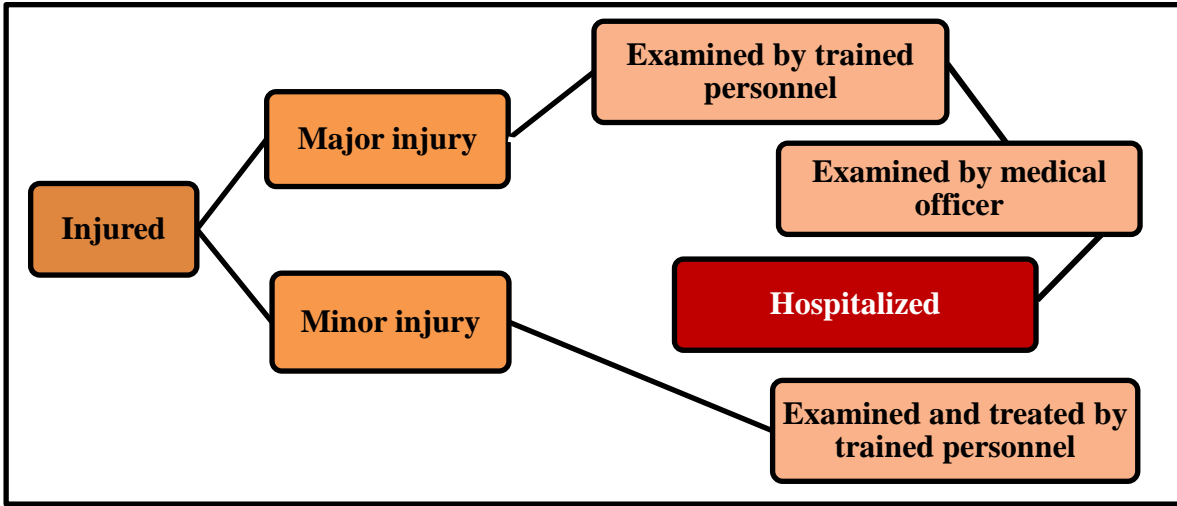 Examined by trained
personnel
Major injury
Examined by medical
officer
Injured
Hospitalized
Minor injury
Examined and treated by
trained personnel